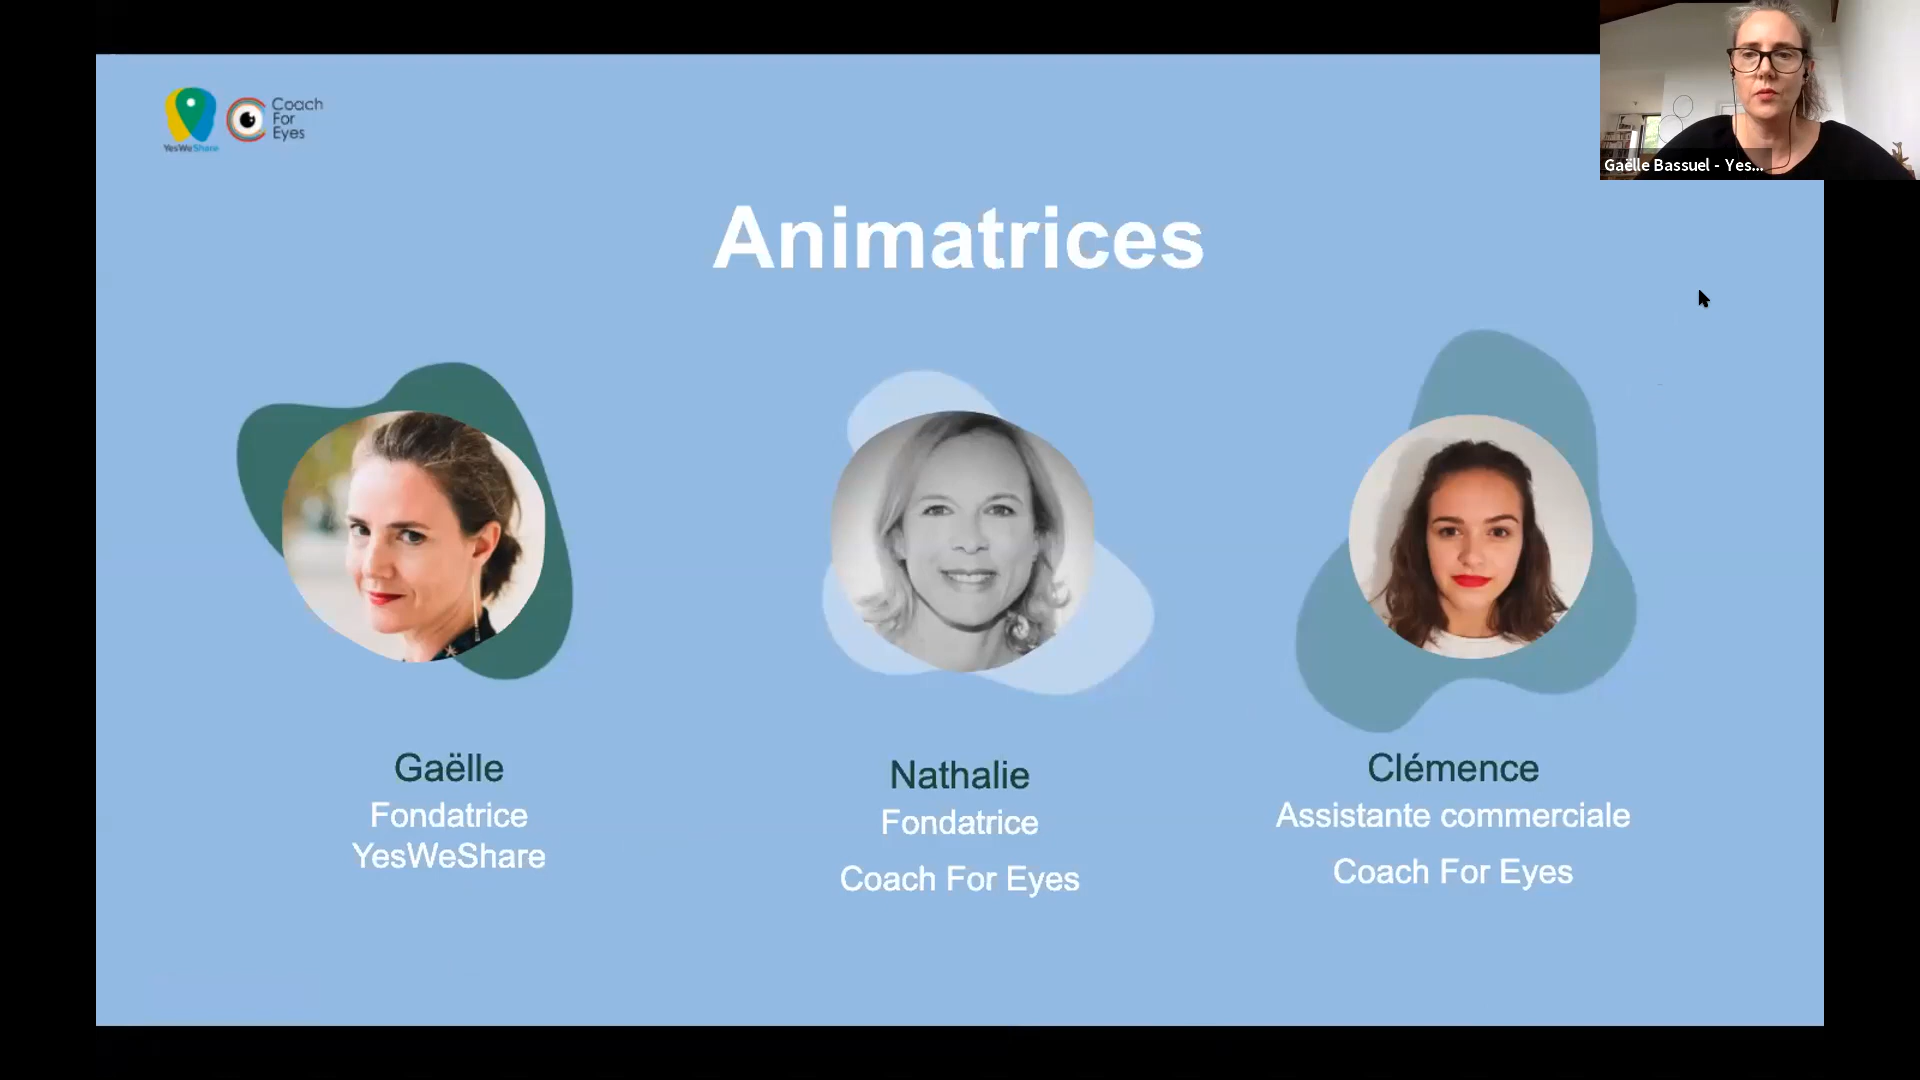 YesWeShare
Coach
For
Eyes
Gaëlle Bassuel - Yes...
Animatrices
Gaëlle
Fondatrice
YesWeShare
Nathalie
Fondatrice
Coach For Eyes
Clémence
Assistante commerciale
Coach For Eyes